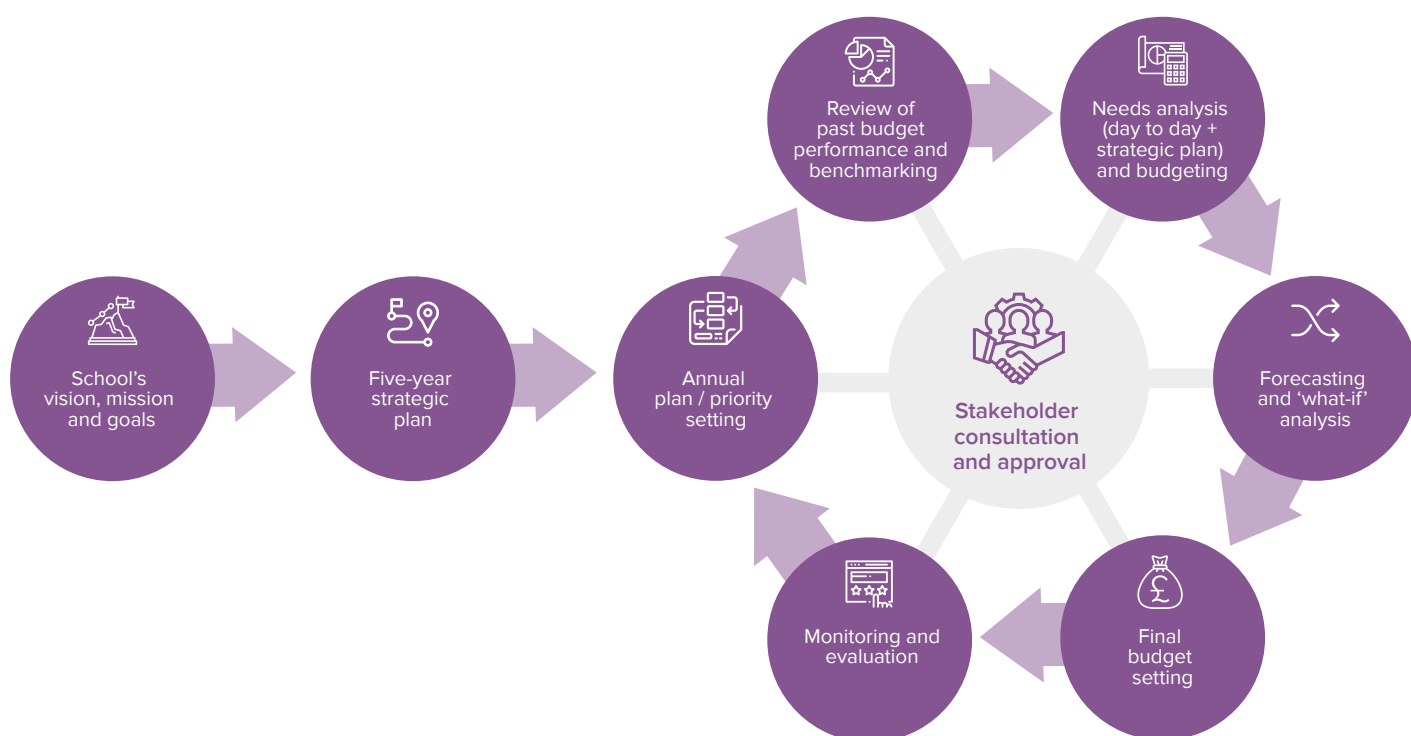 School’s
vision, mission
and goals
Five-year
strategic
plan
Annual
plan / priority
setting
Review of
past budget
performance and
benchmarking
Needs analysis
(day to day +
strategic plan)
and budgeting
Forecasting
and ‘what-if’
analysis
£
Final
budget
setting
Monitoring and
evaluation
Stakeholder
consultation
and approval